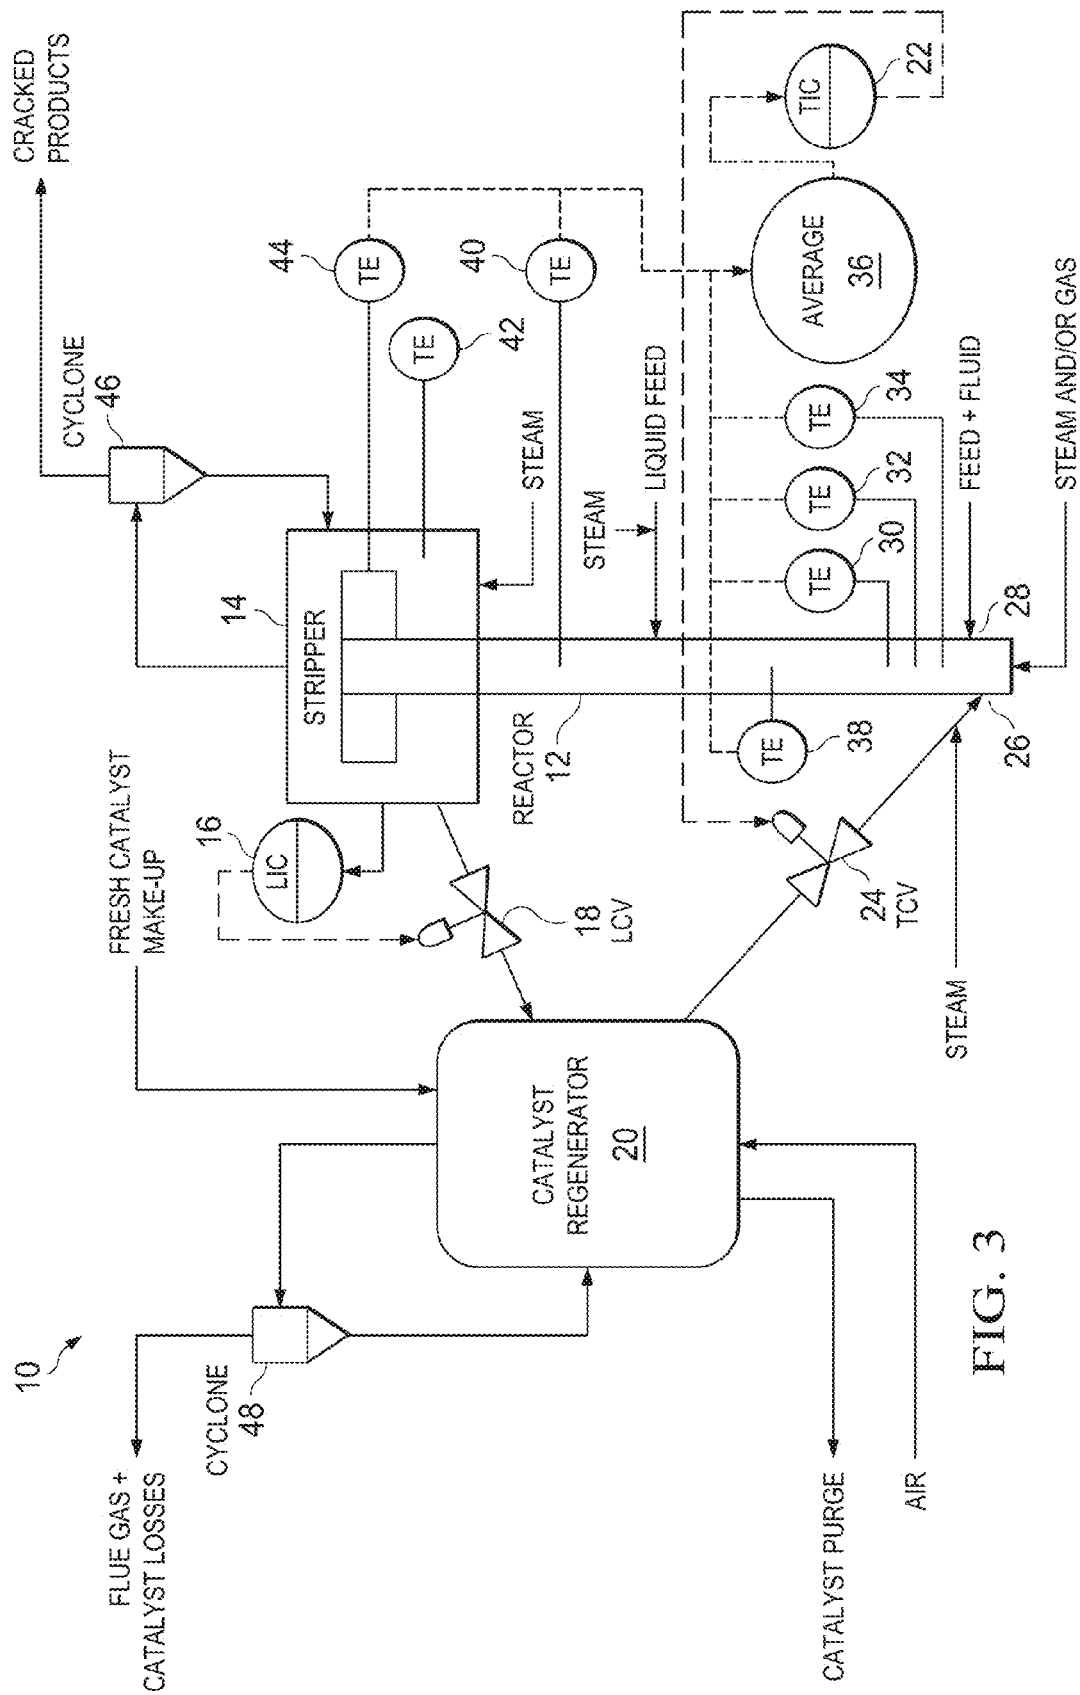 10
FLUE GAS +
CATALYST LOSSES
CYCLONE
48
FRESH CATALYST
MAKE-UP
CATALYST
REGENERATOR
20
CATALYST PURGE
AIR
16
LIC
18
LCV
24
TCV
STEAM
14
STRIPPER
REACTOR
12
CYCLONE
46
CRACKED
PRODUCTS
44
TE
TE
42
40
TE
STEAM
STEAM
LIQUID FEED
TE
38
TE
30
TE
32
TE
34
AVERAGE
36
TIC
22
26
28
FEED + FLUID
STEAM AND/OR GAS
FIG. 3